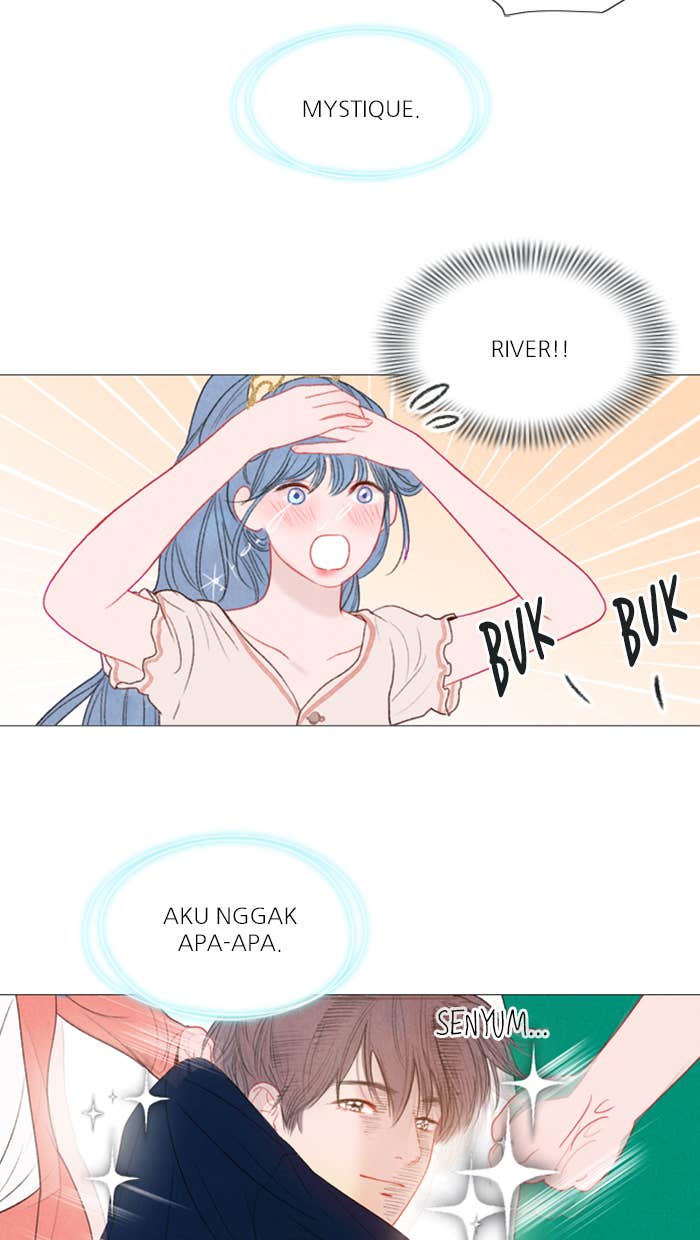 MYSTIQUE.
RIVER!!
BUK
BUK
AKU NGGAK
APA-APA.
SENYUM...